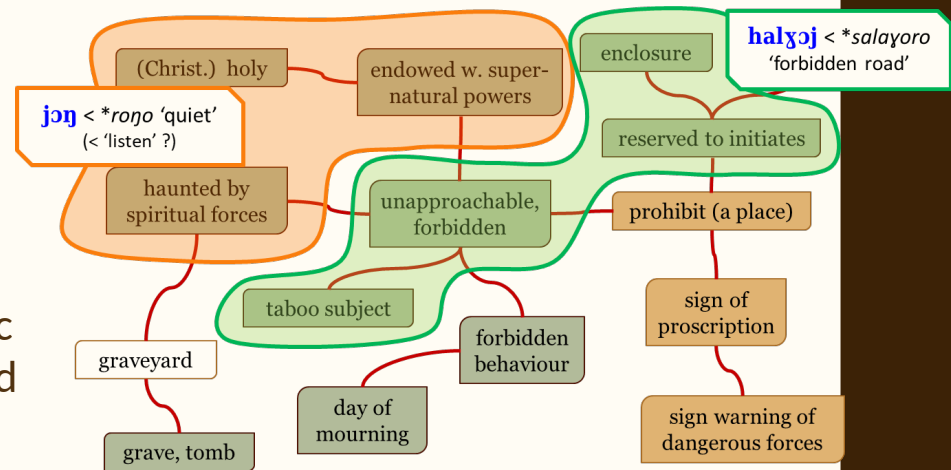 enclosure
halɣɔj < *salaɣoro
‘forbidden road’
(Christ.) holy
endowed w. super-
natural powers
jɔŋ < *roŋo ‘quiet’
(< ‘listen’ ?)
reserved to initiates
haunted by
spiritual forces
unapproachable,
forbidden
prohibit (a place)
taboo subject
sign of
proscription
c
d
graveyard
forbidden
behaviour
day of
mourning
sign warning of
dangerous forces
grave, tomb